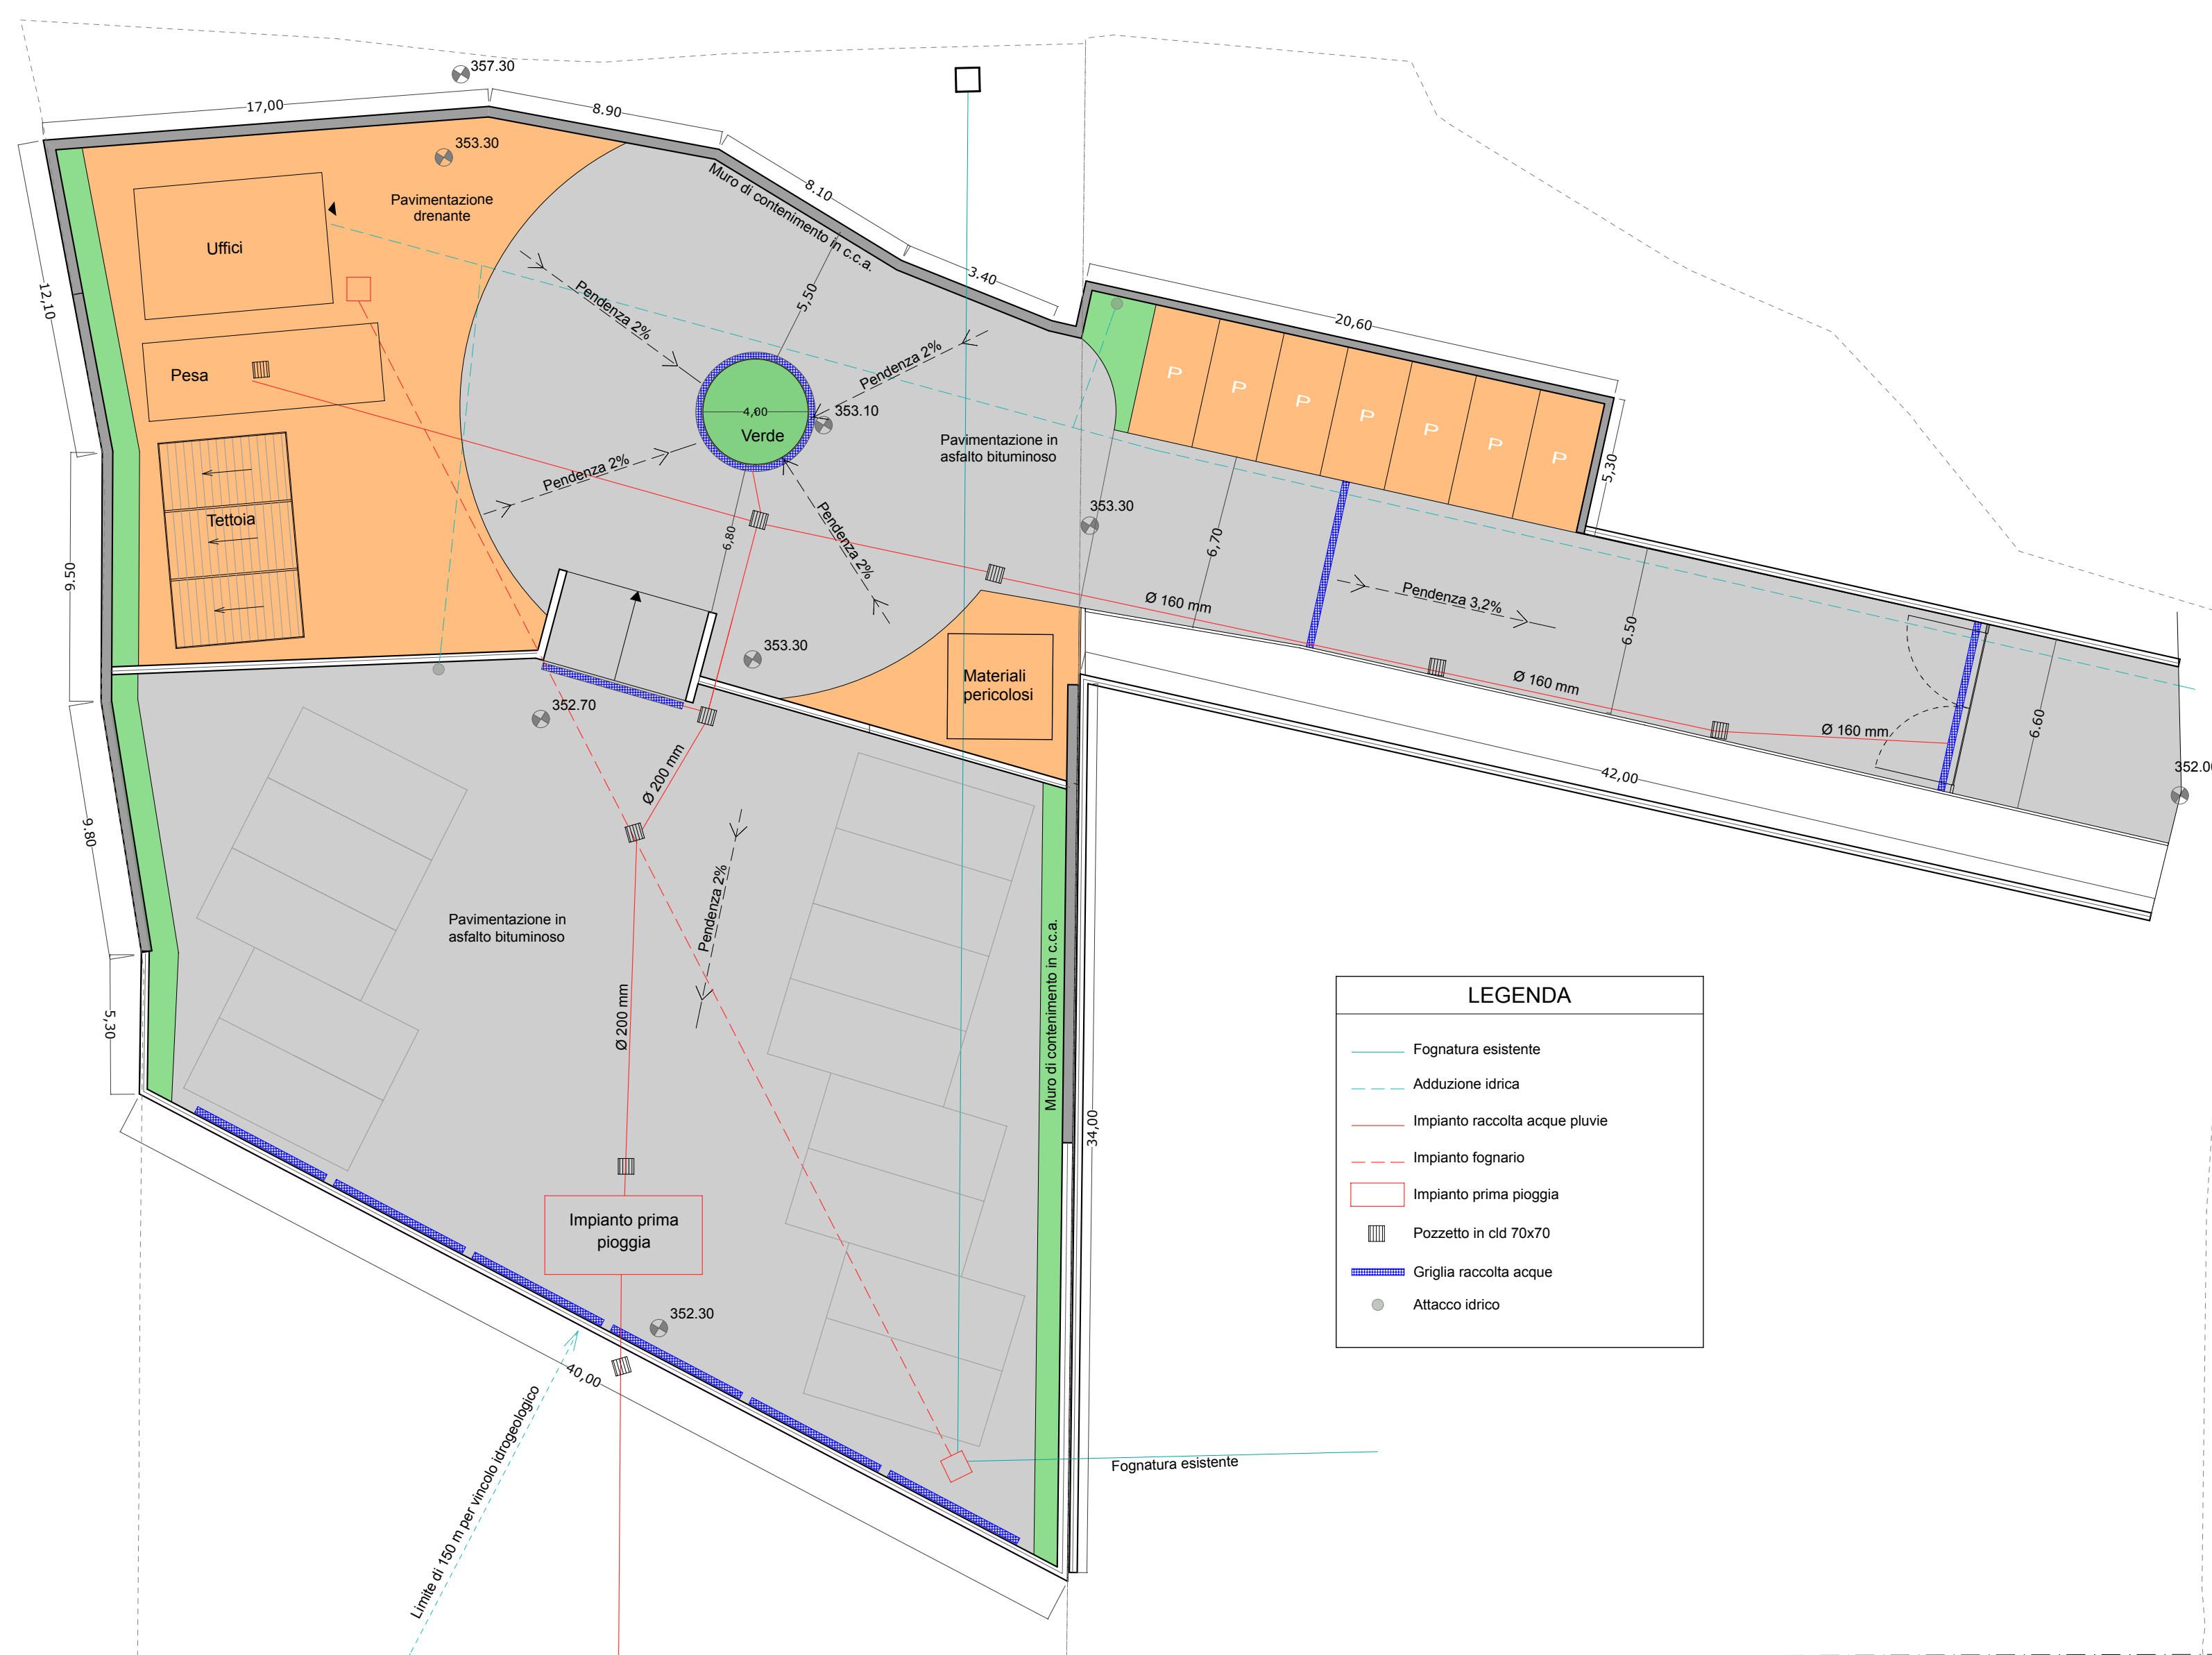 357.30
17,00
8.90
353.30
8.10
Muro di contenimento in c.c.a.
Pavimentazione
drenante
Uffici
3.40
12,10
5,50
Pendenza 2%
Pendenza 2%
20,60
Pesa
P
P
P
P
P
P
P
4,00
Verde
353.10
Pavimentazione in
asfalto bituminoso
5,30
Pendenza 2%
Tettoia
6,80
Pendenza 2%
353.30
6,70
9,50
Ø 160 mm
Pendenza 3,2%
6.50
353.30
Materiali
pericolosi
Ø 160 mm
352.70
Ø 160 mm
6.60
352.0
42,00
Ø 200 mm
9.80
Pendenza 2%
Pavimentazione in
asfalto bituminoso
Ø 200 mm
5,30
Muro di contenimento in c.c.a.
34,00
LEGENDA
Fognatura esistente
Adduzione idrica
Impianto raccolta acque pluvie
Impianto fognario
Impianto prima pioggia
Pozzetto in cld 70x70
Griglia raccolta acque
Attacco idrico
Impianto prima
pioggia
352.30
40,00
Limite di 150 m per vincolo idrogeologico
Fognatura esistente